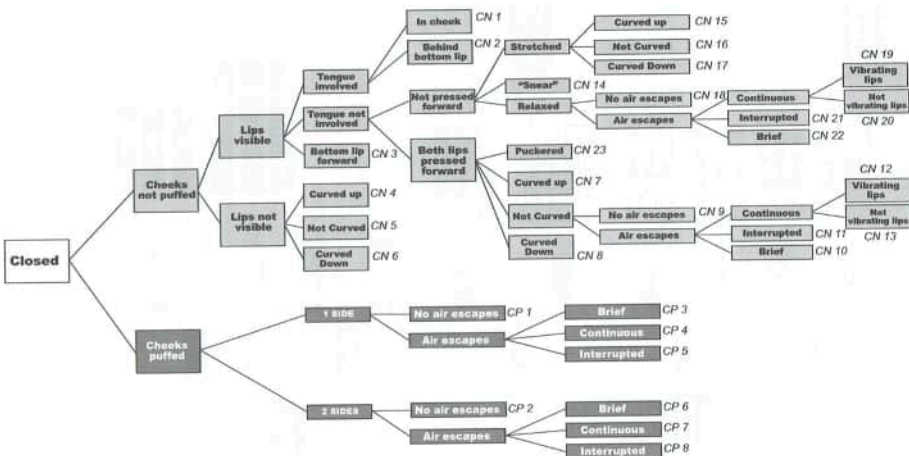 Closed
Cheeks not puffed
Lips visible
Tongue involved
In cheek CN 1
Behind bottom lip CN 2
Tongue not involved
Not pressed forward
Stretched
Curved up CN 15
Not Curved CN 16
Curved Down CN 17
"Snear" CN 14
Relaxed
No air escapes CN 18
Air escapes
Continuous
Vibrating lips CN 19
Not vibrating lips CN 20
Interrupted CN 21
Brief CN 22
Both lips pressed forward
Puckered CN 23
Curved up CN 7
Not Curved
No air escapes CN 9
Air escapes
Continuous
Vibrating lips CN 12
Not vibrating lips CN 13
Interrupted CN 11
Brief CN 10
Curved Down CN 8
Bottom lip forward CN 3
Lips not visible
Curved up CN 4
Not Curved CN 5
Curved Down CN 6
Cheeks puffed
1 SIDE
No air escapes CP 1
Air escapes
Brief CP 3
Continuous CP 4
Interrupted CP 5
2 SIDES
No air escapes CP 2
Air escapes
Brief CP 6
Continuous CP 7
Interrupted CP 8